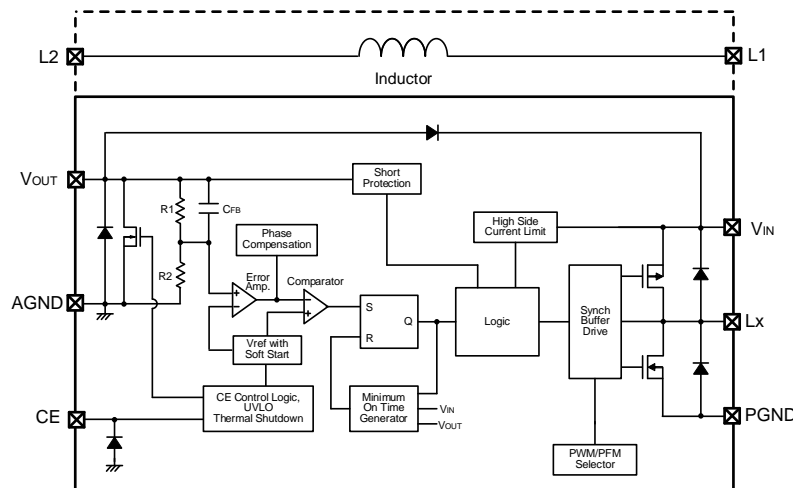 L2
L1
Inductor
VOUT
Short
Protection
R1
CFB
High Side
Current Limit
VIN
Phase
Compensation
R2
Error
Amp.
Comparator
AGND
+
−
−
+
S
R
Q
Logic
Synch
Buffer
Drive
Lx
Vref with
Soft Start
CE Control Logic,
UVLO
Thermal Shutdown
Minimum
On Time
Generator
VIN
VOUT
CE
PGND
PWM/PFM
Selector